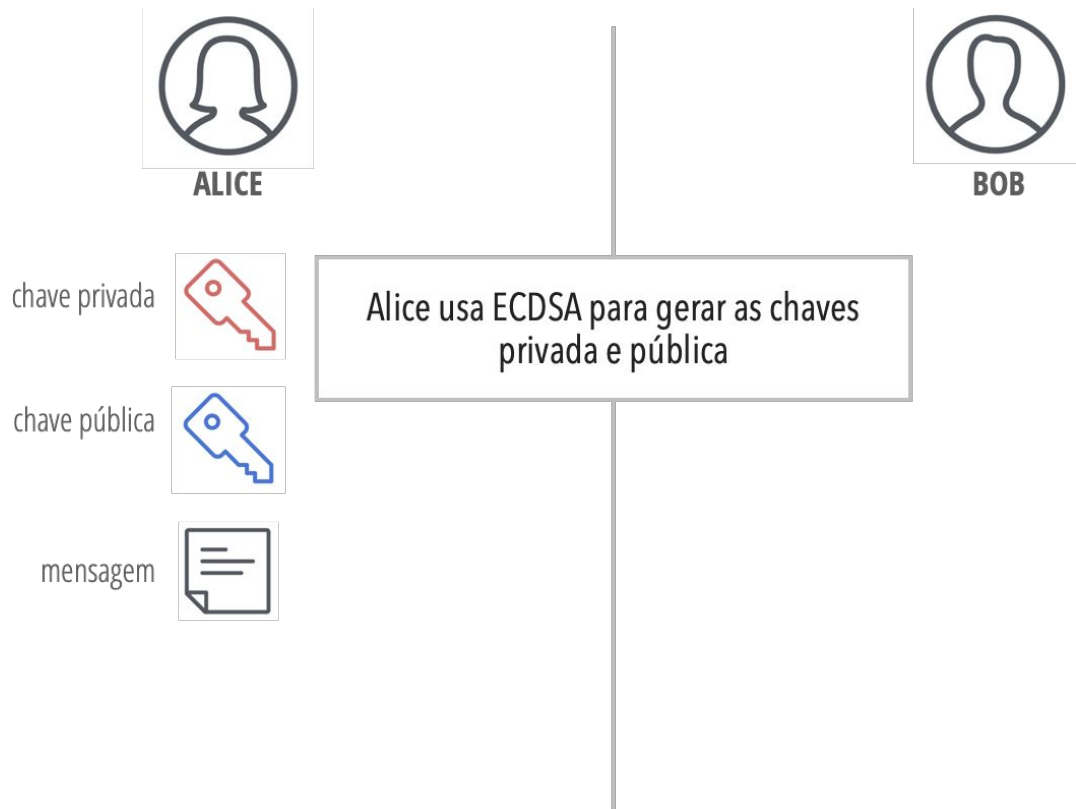 ALICE
BOB
chave privada
Alice usa ECDSA para gerar as chaves
privada e pública
chave pública
mensagem